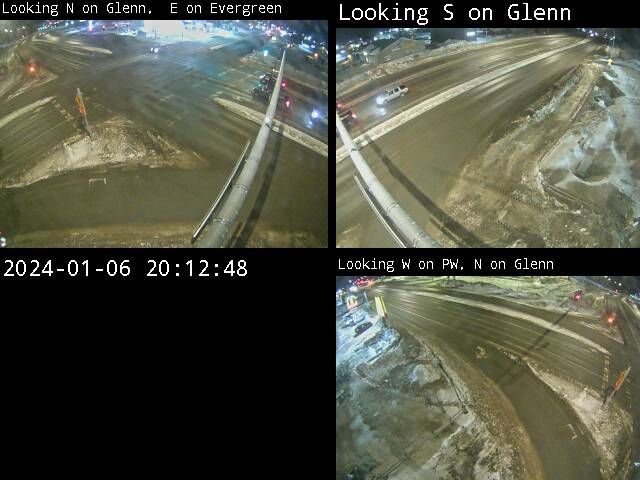 Looking N on Glenn,  E on Evergreen
Looking S on Glenn
2024-01-06 20:12:48
Looking W on PW, N on Glenn